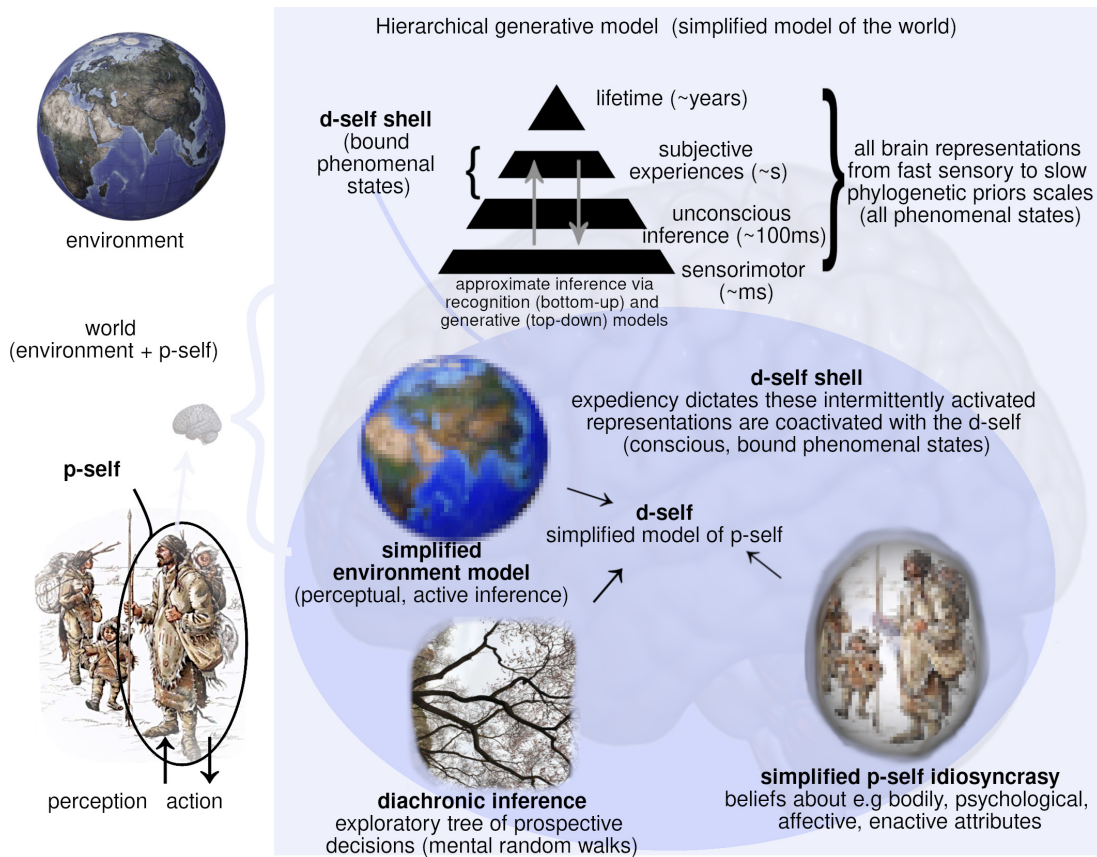 Hierarchical generative model (simplified model of the world)
lifetime (~years)
d-self shell
(bound
phenomenal
states)
subjective
experiences (~s)
all brain representations
from fast sensory to slow
phylogenetic priors scales
(all phenomenal states)
unconscious
inference (~100ms)
sensorimotor
(~ms)
approximate inference via
recognition (bottom-up) and
generative (top-down) models
environment
world
(environment + p-self)
p-self
perception
action
d-self shell
expediency dictates these intermittently activated
representations are coactivated with the d-self
(conscious, bound phenomenal states)
d-self
simplified model of p-self
simplified
environment model
(perceptual, active inference)
diachronic inference
exploratory tree of prospective
decisions (mental random walks)
simplified p-self idiosyncrasy
beliefs about e.g bodily, psychological,
affective, enactive attributes